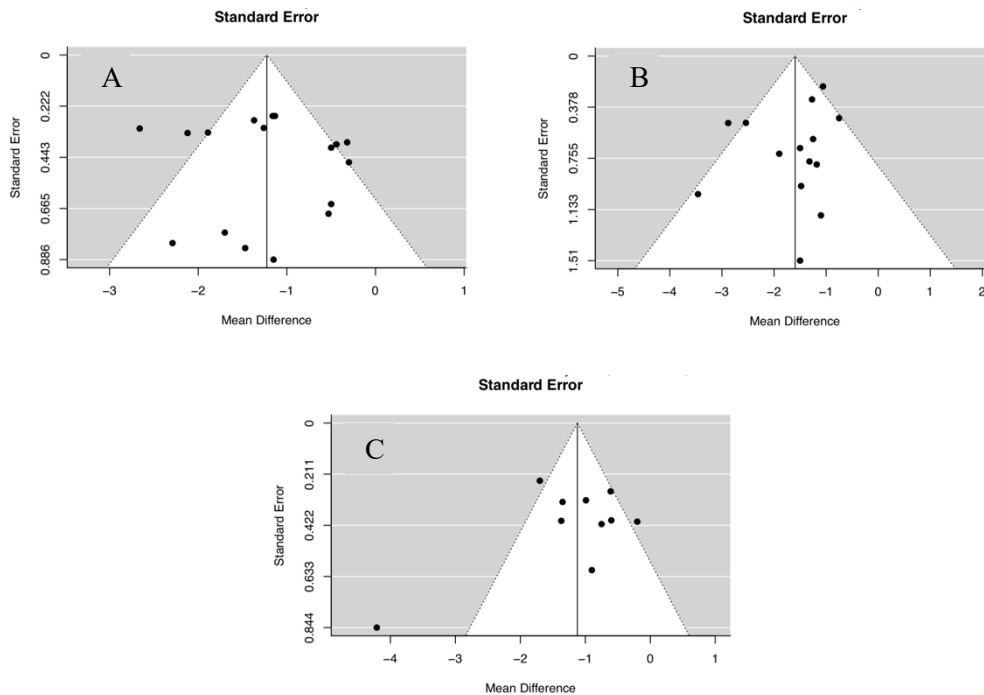 Standard Error
A
0
0.222
0.443
0.665
0.886
Standard Error
−3 −2 −1 0 1
Mean Difference
Standard Error
B
0
0.378
0.755
1.133
1.51
Standard Error
−5 −4 −3 −2 −1 0 1 2
Mean Difference
Standard Error
C
0
0.211
0.422
0.633
0.844
Standard Error
−4 −3 −2 −1 0 1
Mean Difference